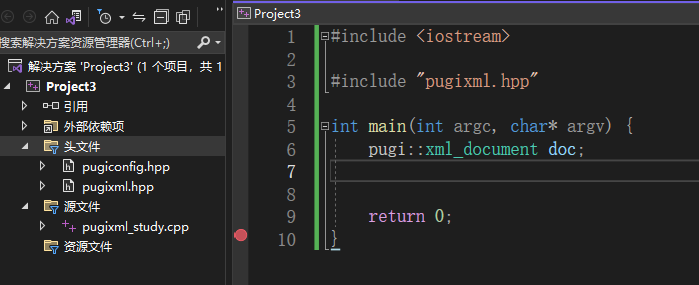 搜索解决方案资源管理器(Ctrl+;)
解决方案 'Project3' (1 个项目，共 1
Project3
引用
外部依赖项
头文件
pugiconfig.hpp
pugixml.hpp
源文件
pugixml_study.cpp
资源文件
Project3
1 #include <iostream>
2
3 #include "pugixml.hpp"
4
5 int main(int argc, char* argv) {
6 pugi::xml_document doc;
7
8
9 return 0;
10 }